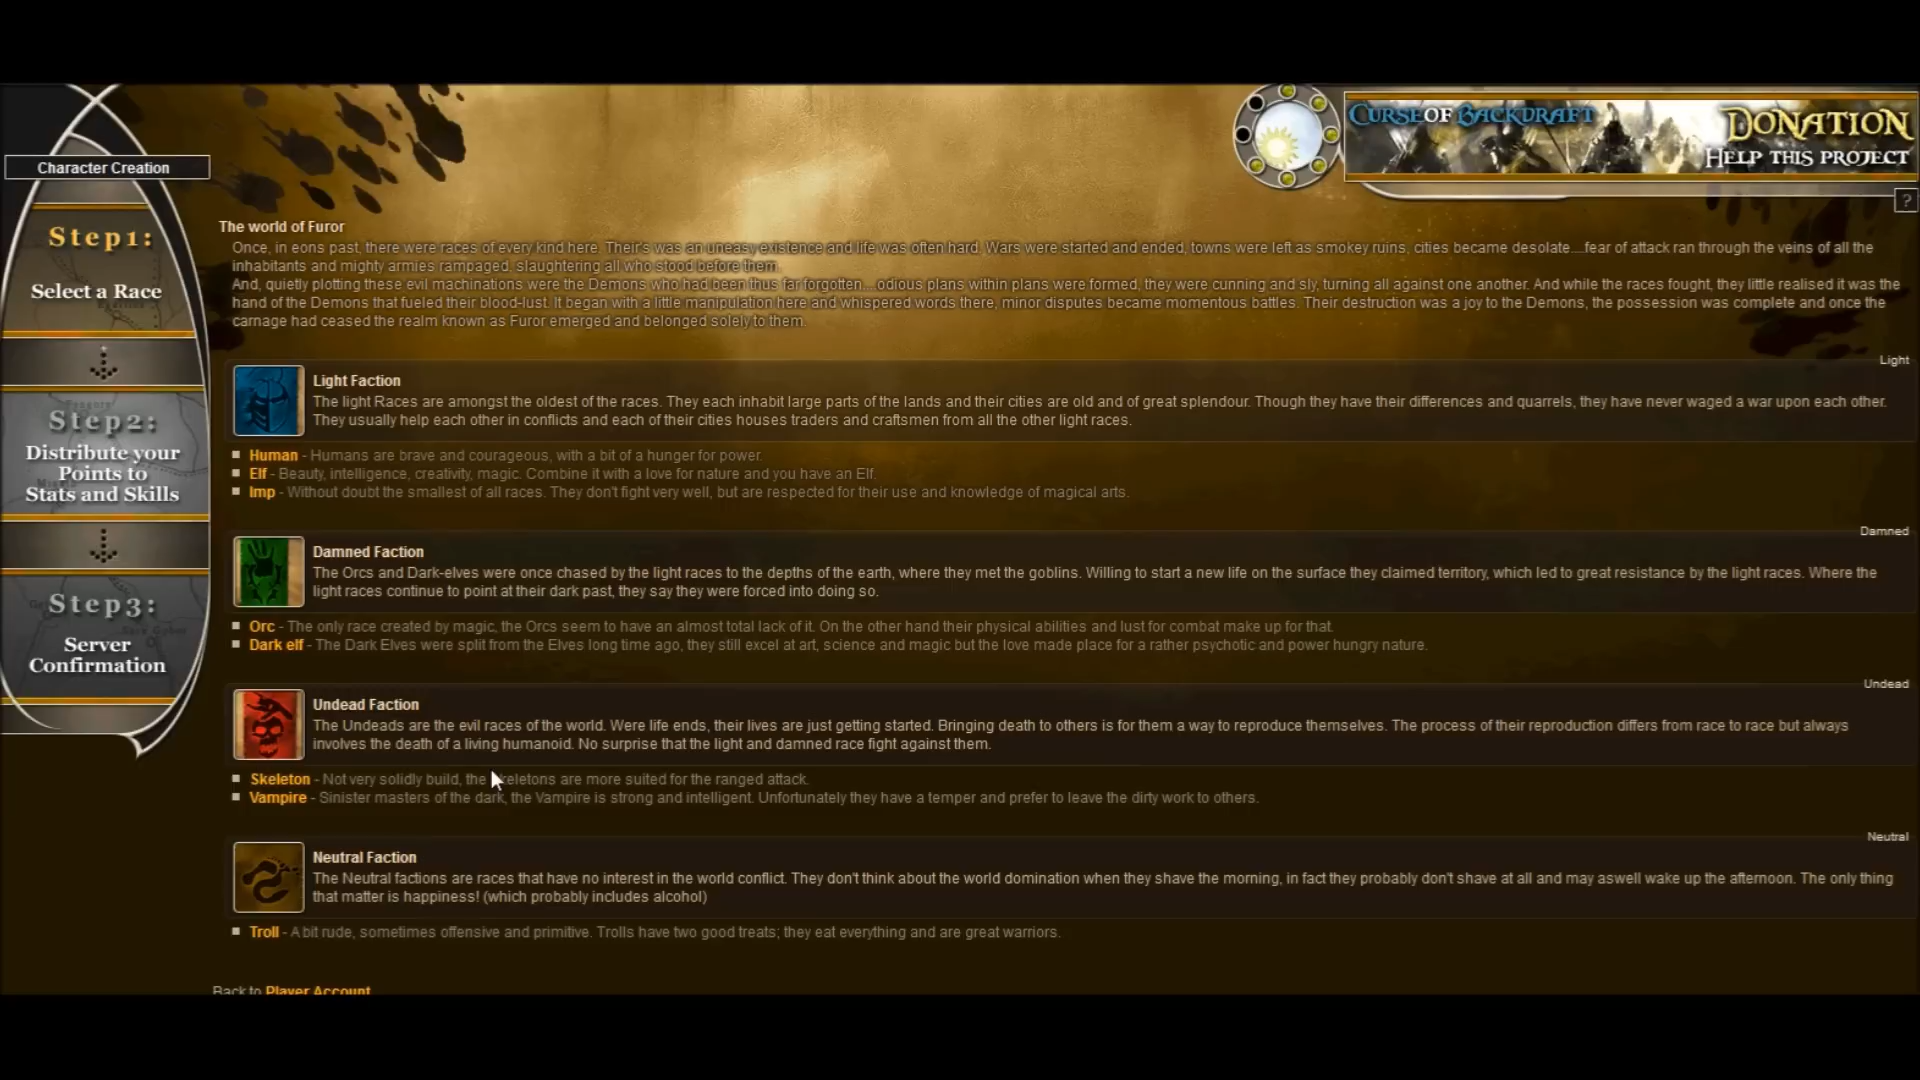 CURSE OF BACKDRAFT
DONATION
HELP THIS PROJECT
?
Character Creation
Step1:
Select a Race
Step2:
Distribute your
Points to
Stats and Skills
Step3:
Server
Confirmation
The world of Furor
Once, in eons past, there were races of every kind here. Their's was an uneasy existence and life was often hard. Wars were started and ended, towns were left as smokey ruins, cities became desolate....fear of attack ran through the veins of all the
inhabitants and mighty armies rampaged, slaughtering all who stood before them.
And, quietly plotting these evil machinations were the Demons who had been thus far forgotten....odious plans within plans were formed, they were cunning and sly, turning all against one another. And while the races fought, they little realised it was the
hand of the Demons that fueled their blood-lust. It began with a little manipulation here and whispered words there, minor disputes became momentous battles. Their destruction was a joy to the Demons, the possession was complete and once the
carnage had ceased the realm known as Furor emerged and belonged solely to them.
Light
Light Faction
The light Races are amongst the oldest of the races. They each inhabit large parts of the lands and their cities are old and of great splendour. Though they have their differences and quarrels, they have never waged a war upon each other.
They usually help each other in conflicts and each of their cities houses traders and craftsmen from all the other light races.
Human - Humans are brave and courageous, with a bit of a hunger for power.
Elf - Beauty, intelligence, creativity, magic. Combine it with a love for nature and you have an Elf.
Imp - Without doubt the smallest of all races. They don't fight very well, but are respected for their use and knowledge of magical arts.
Damned
Damned Faction
The Orcs and Dark-elves were once chased by the light races to the depths of the earth, where they met the goblins. Willing to start a new life on the surface they claimed territory, which led to great resistance by the light races. Where the
light races continue to point at their dark past, they say they were forced into doing so.
Orc - The only race created by magic, the Orcs seem to have an almost total lack of it. On the other hand their physical abilities and lust for combat make up for that.
Dark elf - The Dark Elves were split from the Elves long time ago, they still excel at art, science and magic but the love made place for a rather psychotic and power hungry nature.
Undead
Undead Faction
The Undeads are the evil races of the world. Were life ends, their lives are just getting started. Bringing death to others is for them a way to reproduce themselves. The process of their reproduction differs from race to race but always
involves the death of a living humanoid. No surprise that the light and damned race fight against them.
Skeleton - Not very solidly build, the skeletons are more suited for the ranged attack.
Vampire - Sinister masters of the dark, the Vampire is strong and intelligent. Unfortunately they have a temper and prefer to leave the dirty work to others.
Neutral
Neutral Faction
The Neutral factions are races that have no interest in the world conflict. They don't think about the world domination when they shave the morning, in fact they probably don't shave at all and may aswell wake up the afternoon. The only thing
that matter is happiness! (which probably includes alcohol)
Troll - A bit rude, sometimes offensive and primitive. Trolls have two good treats; they eat everything and are great warriors.
Back to Player Account